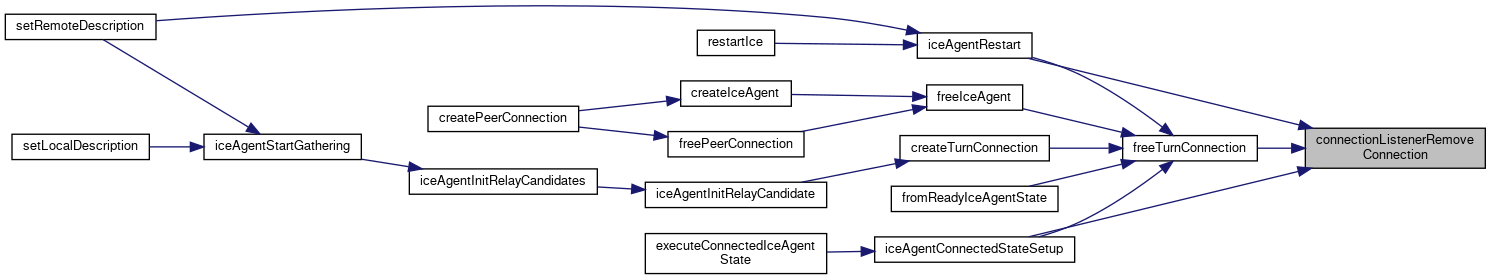 setRemoteDescription
iceAgentRestart
restartIce
createIceAgent
freeIceAgent
createPeerConnection
connectionListenerRemove
Connection
setLocalDescription
iceAgentStartGathering
freePeerConnection
createTurnConnection
freeTurnConnection
iceAgentInitRelayCandidates
iceAgentInitRelayCandidate
fromReadyIceAgentState
executeConnectedIceAgent
State
iceAgentConnectedStateSetup